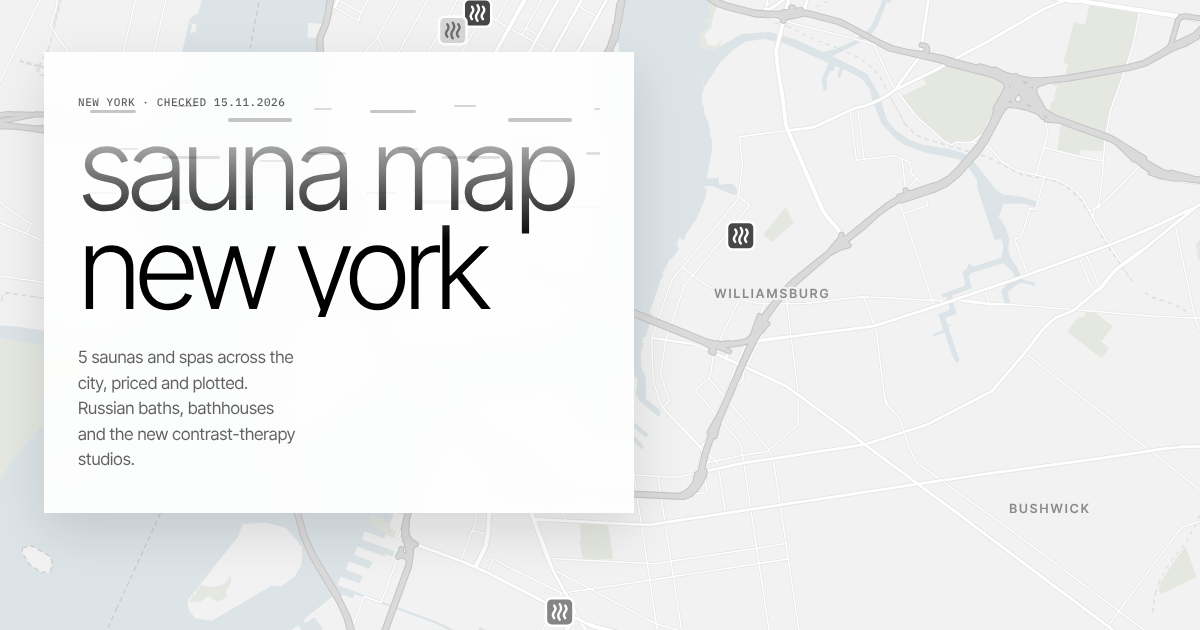 NEW YORK · CHECKED 15.11.2026
sauna map
new york
5 saunas and spas across the
city, priced and plotted.
Russian baths, bathhouses
and the new contrast-therapy
studios.
WILLIAMSBURG
BUSHWICK